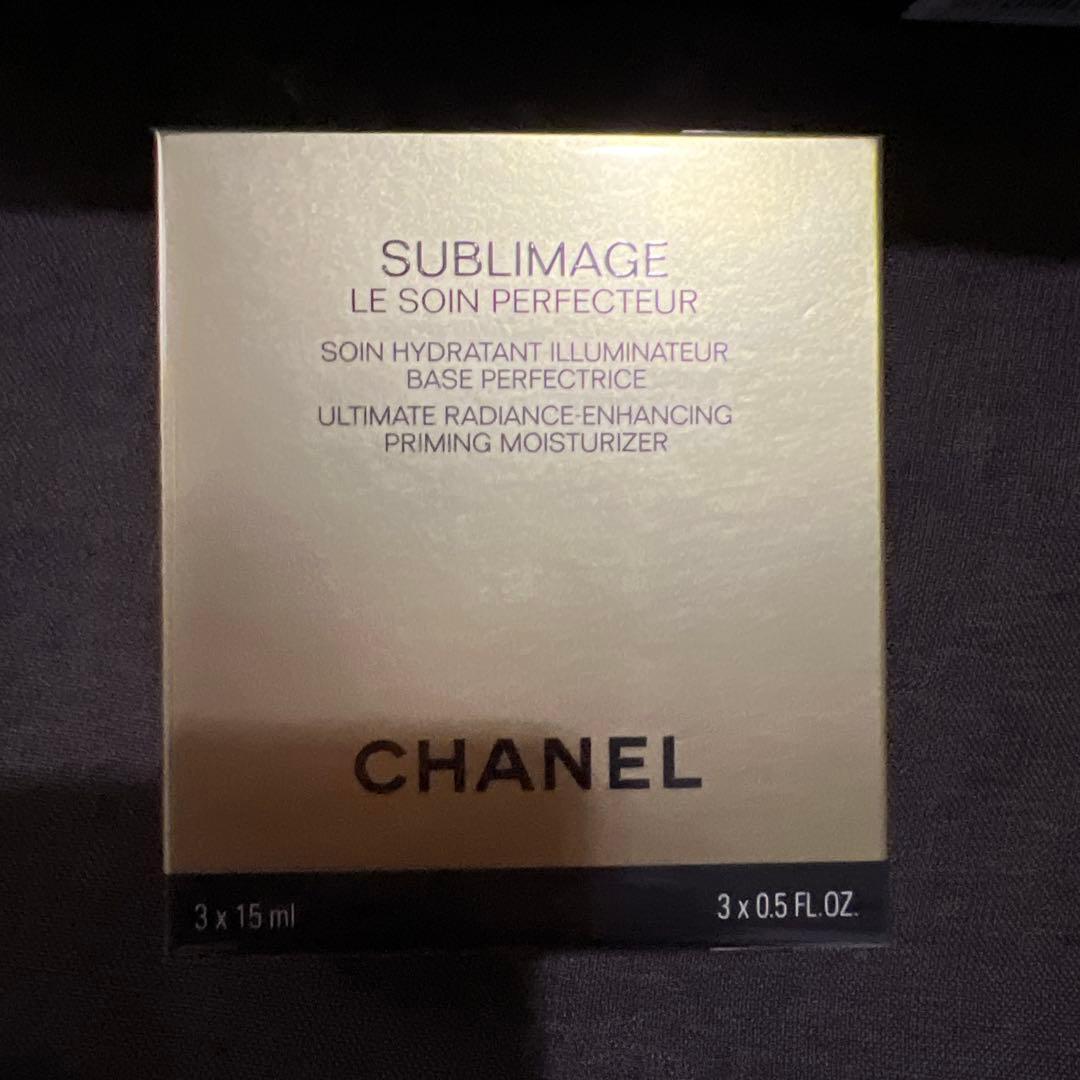 SUBLIMAGE
LE SOIN PERFECTEUR
SOIN HYDRATANT ILLUMINATEUR
BASE PERFECTRICE
ULTIMATE RADIANCE-ENHANCING
PRIMING MOISTURIZER
CHANEL
3 x 15 ml 3 x 0.5 FL.OZ.